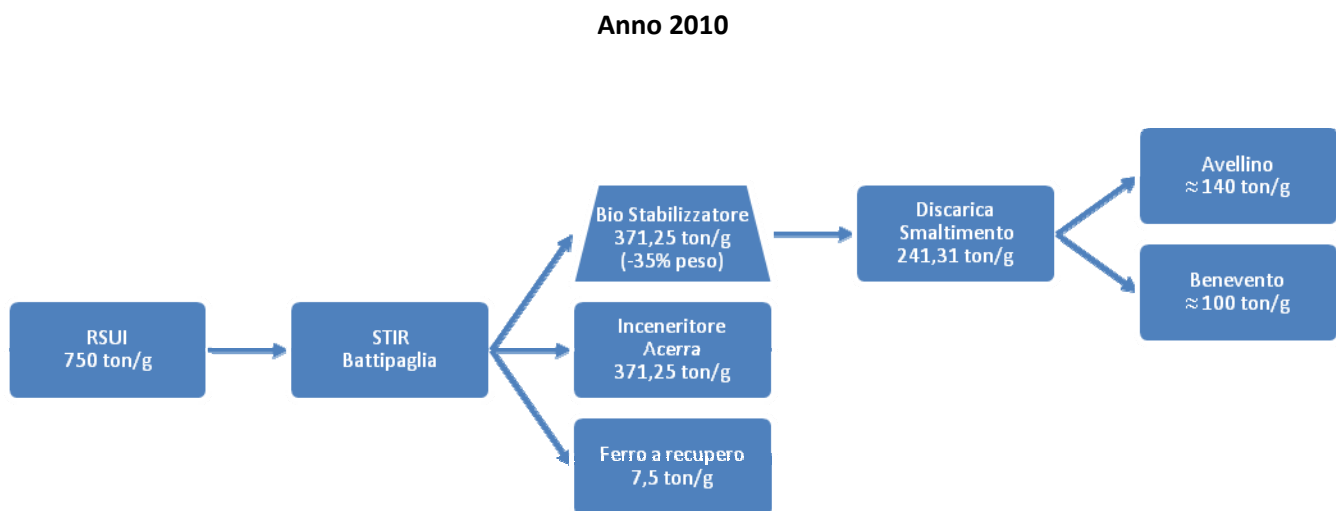 Anno 2010
RSUI
750 ton/g
STIR
Battipaglia
Bio Stabilizzatore
371,25 ton/g
(-35% peso)
Inceneritore
Acerra
371,25 ton/g
Ferro a recupero
7,5 ton/g
Discarica
Smaltimento
241,31 ton/g
Avellino
≈ 140 ton/g
Benevento
≈ 100 ton/g